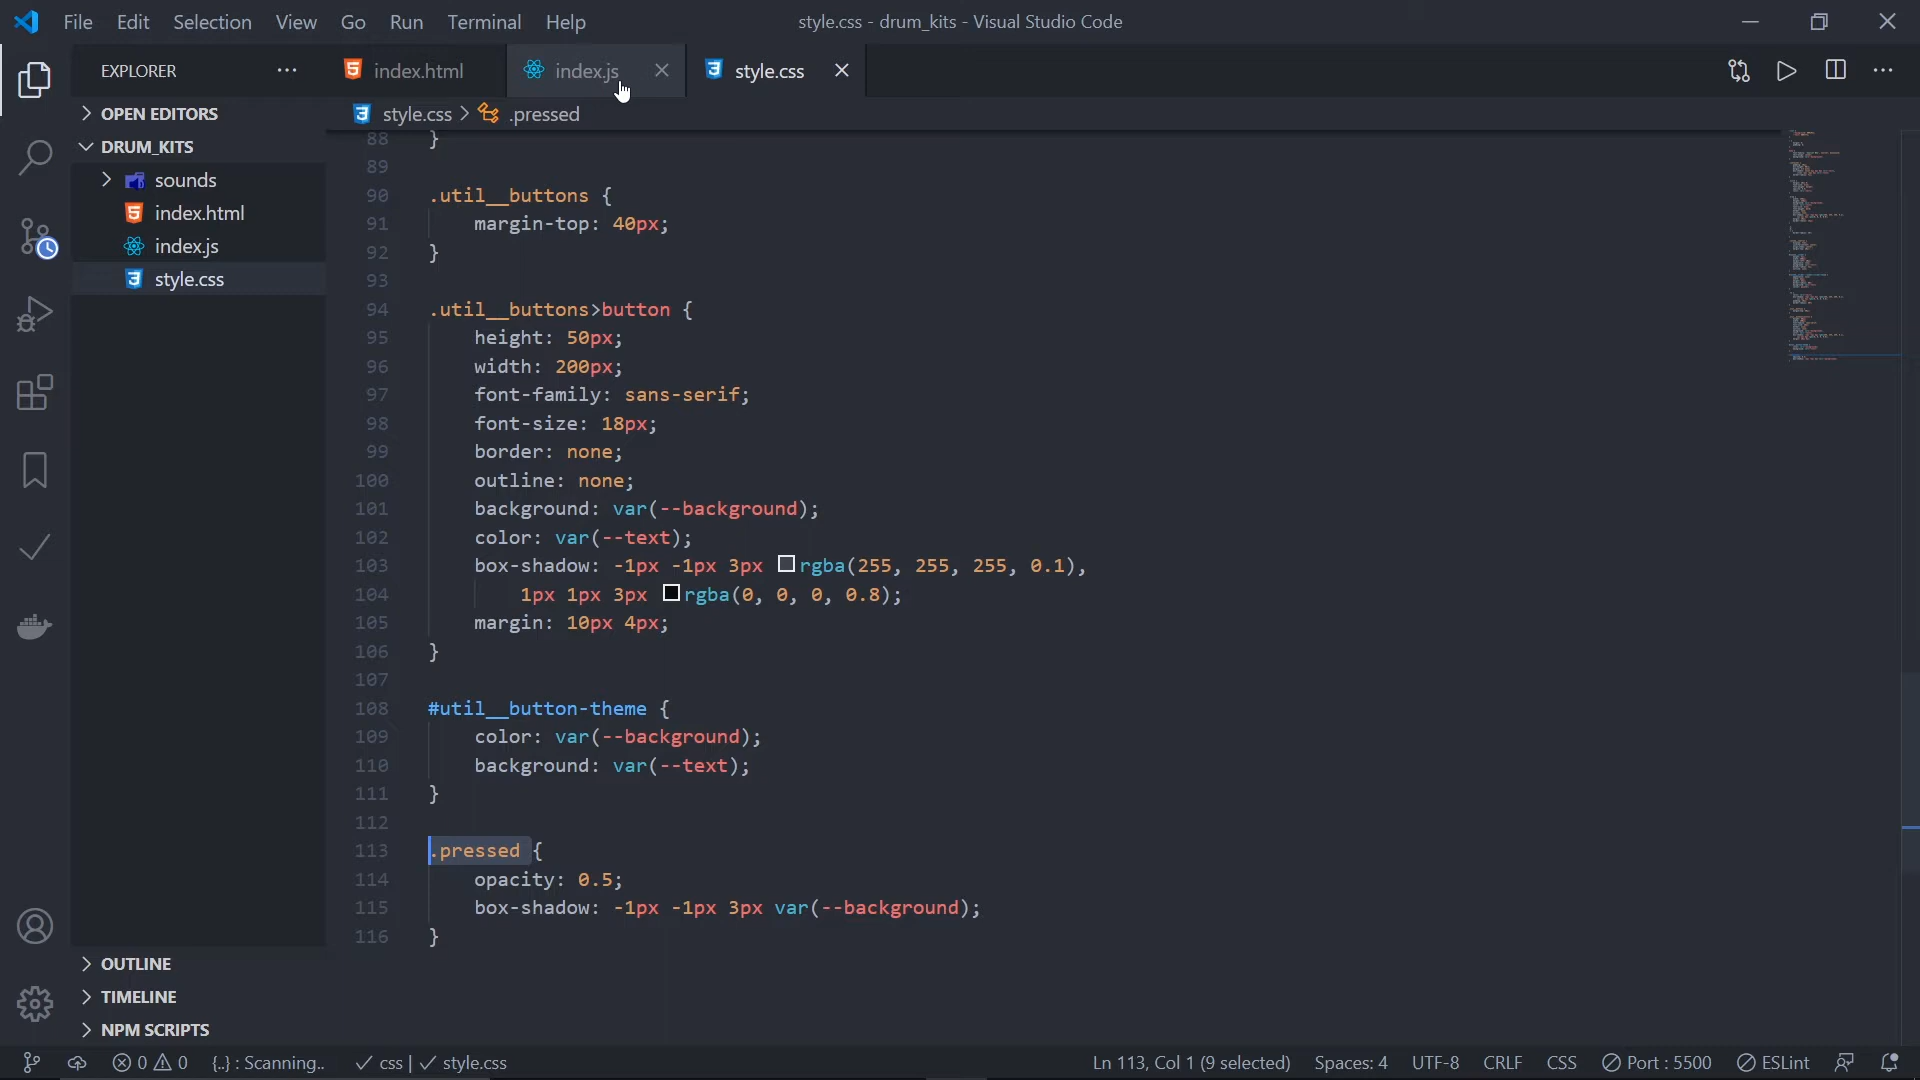 File Edit Selection View Go Run Terminal Help
style.css - drum_kits - Visual Studio Code
EXPLORER
index.html
index.js
style.css
OPEN EDITORS
style.css > .pressed
DRUM_KITS
sounds
index.html
index.js
style.css
88 }
89
90 .util__buttons {
91 margin-top: 40px;
92 }
93
94 .util__buttons>button {
95 height: 50px;
96 width: 200px;
97 font-family: sans-serif;
98 font-size: 18px;
99 border: none;
100 outline: none;
101 background: var(--background);
102 color: var(--text);
103 box-shadow: -1px -1px 3px rgba(255, 255, 255, 0.1),
104 1px 1px 3px rgba(0, 0, 0, 0.8);
105 margin: 10px 4px;
106 }
107
108 #util__button-theme {
109 color: var(--background);
110 background: var(--text);
111 }
112
113 .pressed {
114 opacity: 0.5;
115 box-shadow: -1px -1px 3px var(--background);
116 }
OUTLINE
TIMELINE
NPM SCRIPTS
0 0 {..} : Scanning.. css | style.css
Ln 113, Col 1 (9 selected) Spaces: 4 UTF-8 CRLF CSS Port : 5500 ESLint